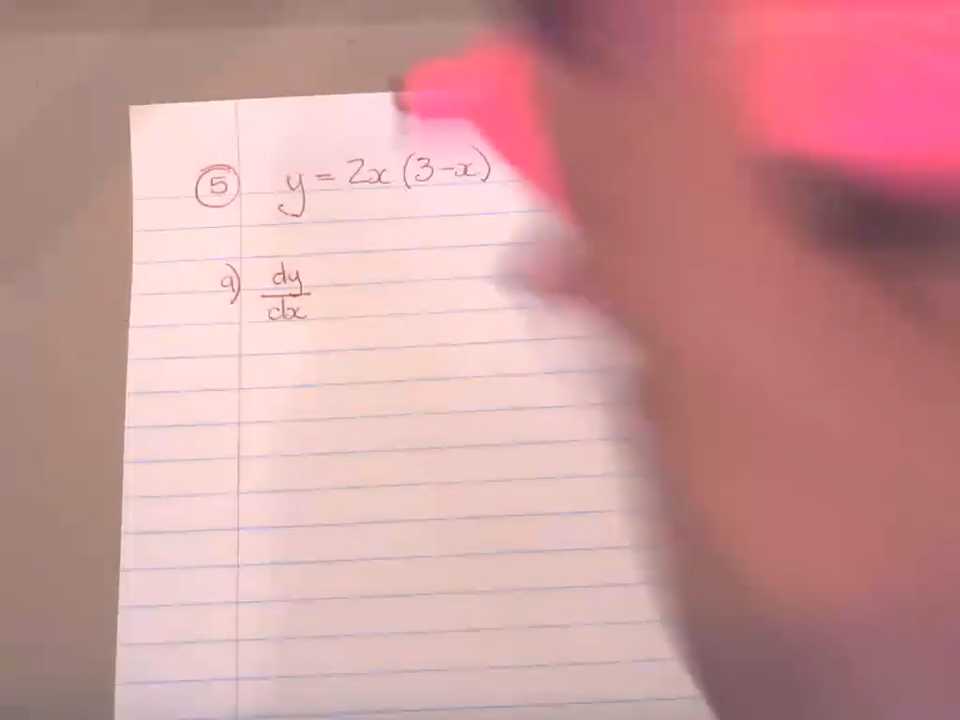 5 y = 2x (3-x)
a) dy/dx